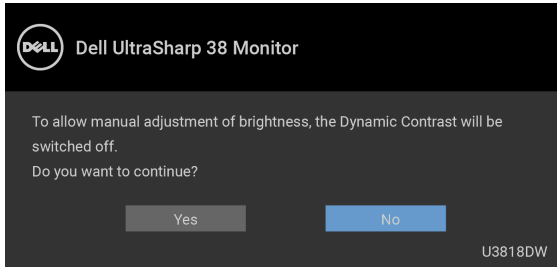 DELL
Dell UltraSharp 38 Monitor
To allow manual adjustment of brightness, the Dynamic Contrast will be
switched off.
Do you want to continue?
Yes
No
U3818DW